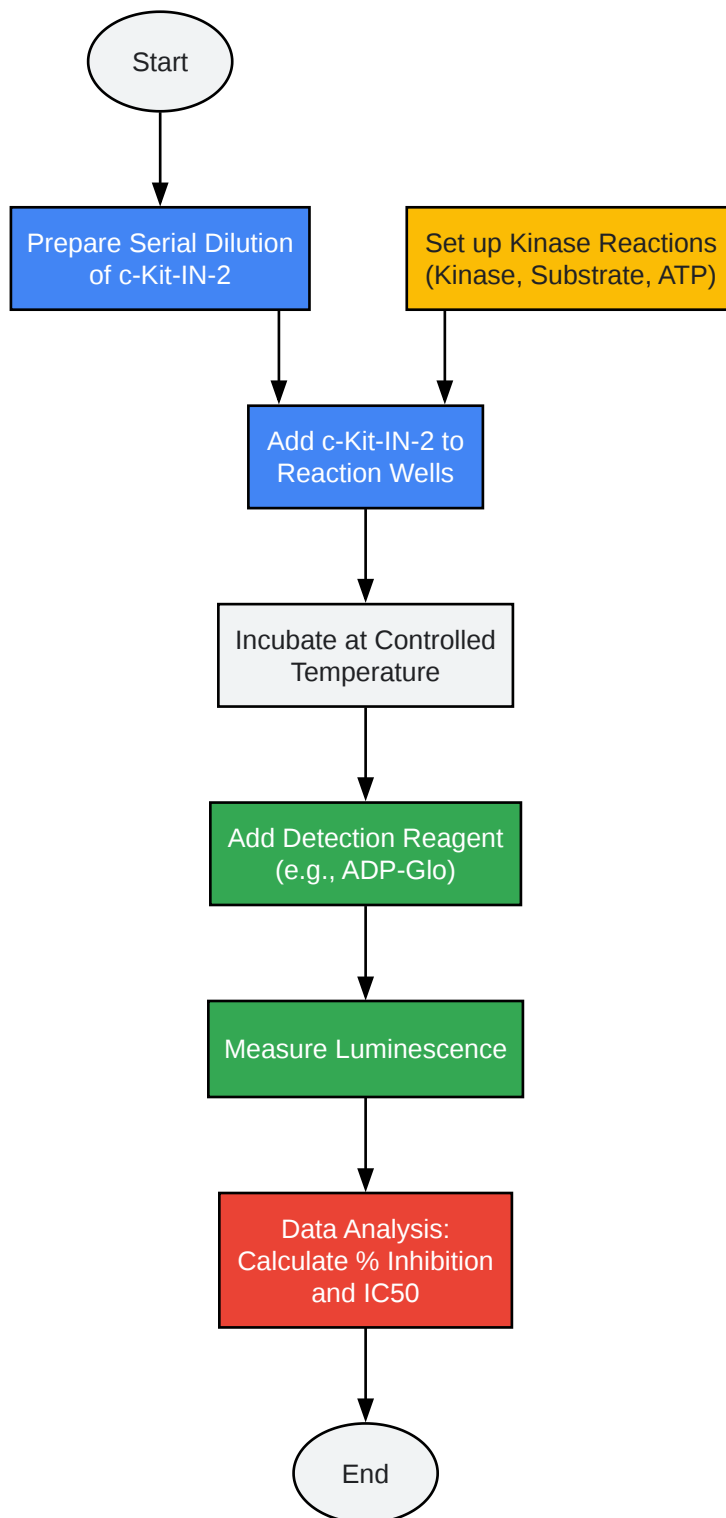 Start
Prepare Serial Dilution
of c-Kit-IN-2
Set up Kinase Reactions
(Kinase, Substrate, ATP)
Add c-Kit-IN-2 to
Reaction Wells
Incubate at Controlled
Temperature
Add Detection Reagent
(e.g., ADP-Glo)
Measure Luminescence
Data Analysis:
Calculate % Inhibition
and IC50
End